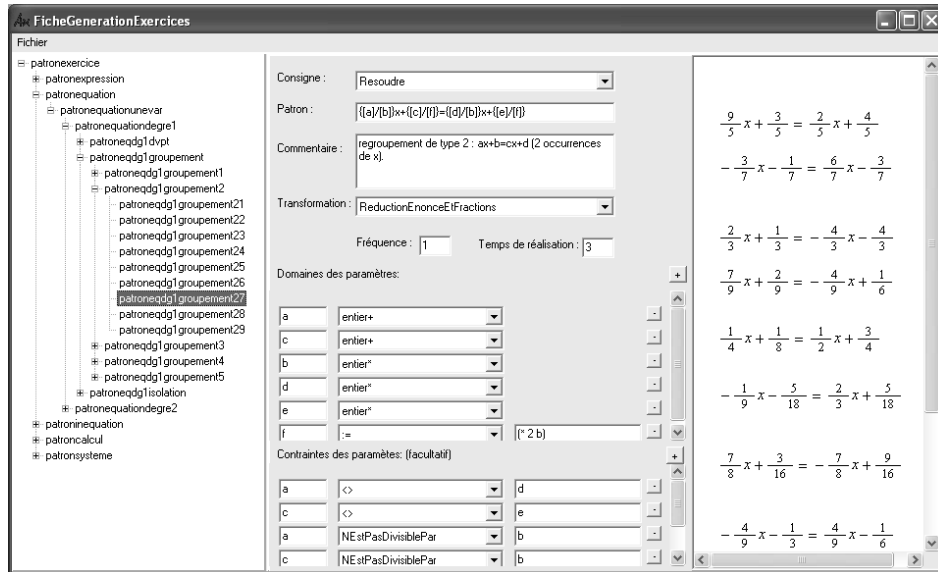 FicheGenerationExercices
Fichier
patronexercice
patronexpression
patronequation
patronequationunevar
patronequationdegre1
patroneqdg1dvpt
patroneqdg1groupement
patroneqdg1groupement1
patroneqdg1groupement2
patroneqdg1groupement21
patroneqdg1groupement22
patroneqdg1groupement23
patroneqdg1groupement24
patroneqdg1groupement25
patroneqdg1groupement26
patroneqdg1groupement27
patroneqdg1groupement28
patroneqdg1groupement29
patroneqdg1groupement3
patroneqdg1groupement4
patroneqdg1groupement5
patroneqdg1isolation
patronequationdegre2
patroninequation
patroncalcul
patronsysteme
Consigne : Resoudre
Patron : {[a]/[b]}x+{[c]/[f]}={[d]/[b]}x+{[e]/[f]}
Commentaire : regroupement de type 2 : ax+b=cx+d (2 occurrences
de x).
Transformation : ReductionEnonceEtFractions
Fréquence : 1 Temps de réalisation : 3
Domaines des paramètres: +
a entier+ -
c entier+ -
b entier* -
d entier* -
e entier* -
f := (* 2 b) -
Contraintes des paramètes: (facultatif) +
a <> d -
c <> e -
a NEstPasDivisiblePar b -
c NEstPasDivisiblePar b -
9/5 x + 3/5 = 2/5 x + 4/5
- 3/7 x - 1/7 = 6/7 x - 3/7
2/3 x + 1/3 = - 4/3 x - 4/3
7/9 x + 2/9 = - 4/9 x + 1/6
1/4 x + 1/8 = 1/2 x + 3/4
- 1/9 x - 5/18 = 2/3 x + 5/18
7/8 x + 3/16 = - 7/8 x + 9/16
- 4/9 x - 1/3 = 4/9 x - 1/6